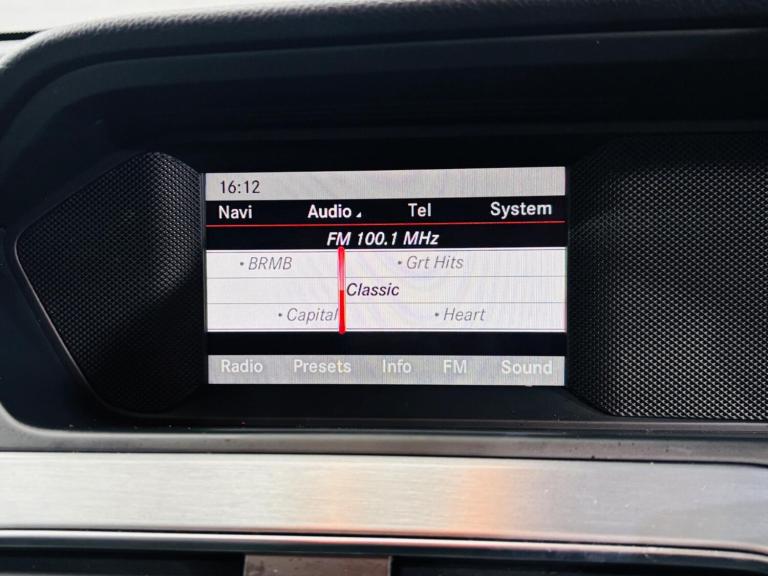 16:12
Navi Audio Tel System
FM 100.1 MHz
• BRMB • Grt Hits
Classic
• Capital • Heart
Radio Presets Info FM Sound